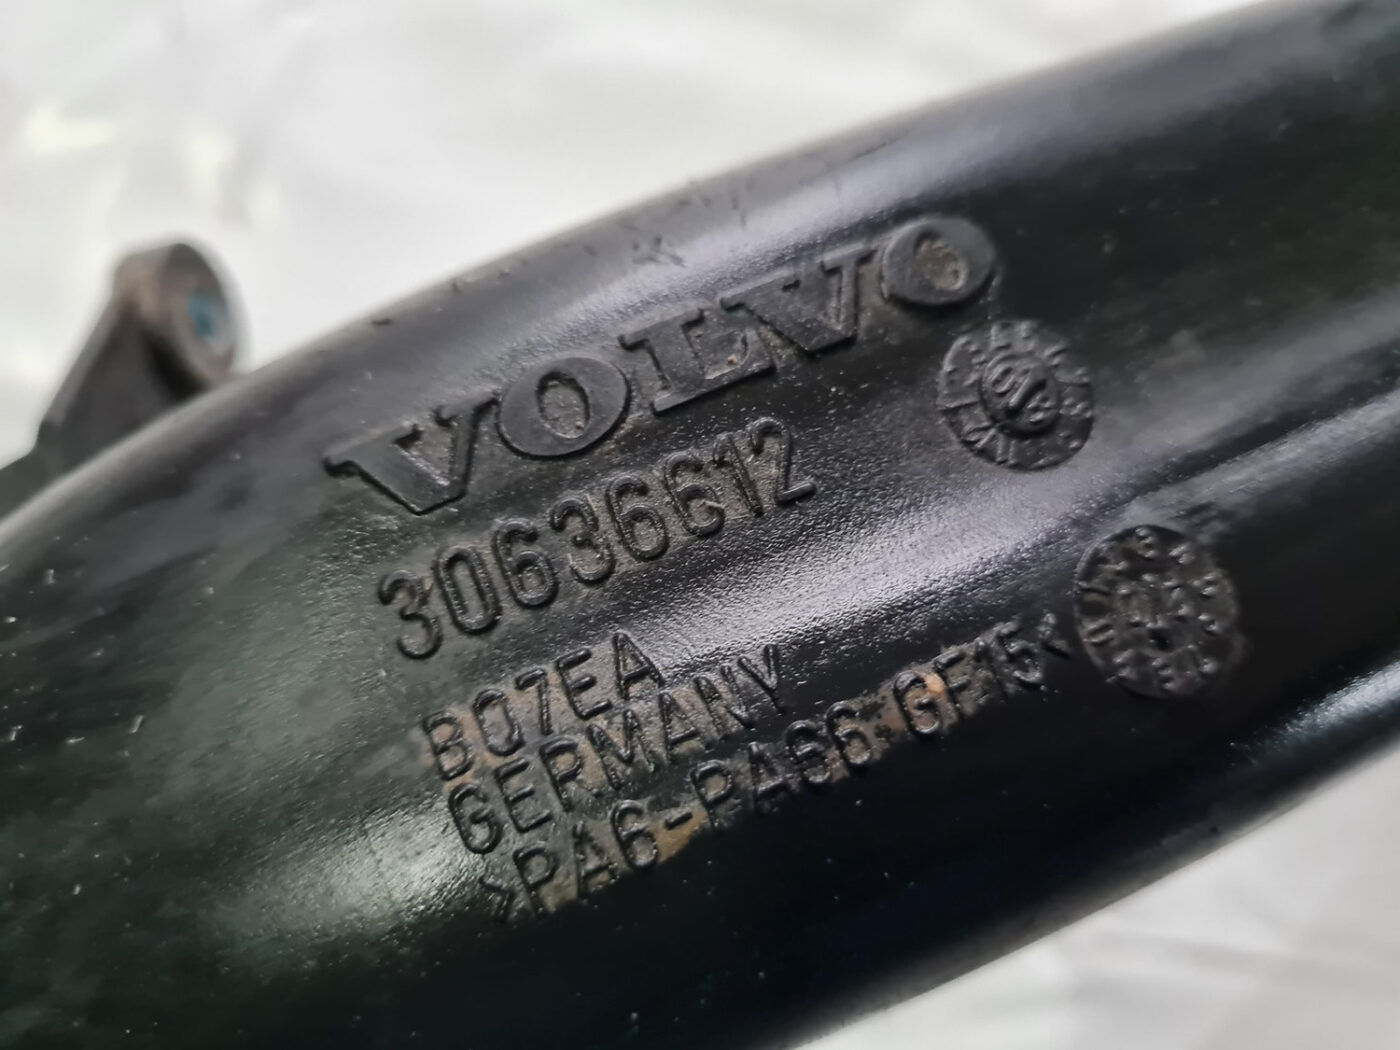 VOLVO
30636612
B07EA
GERMANY
>PA6-PA66 GF15<